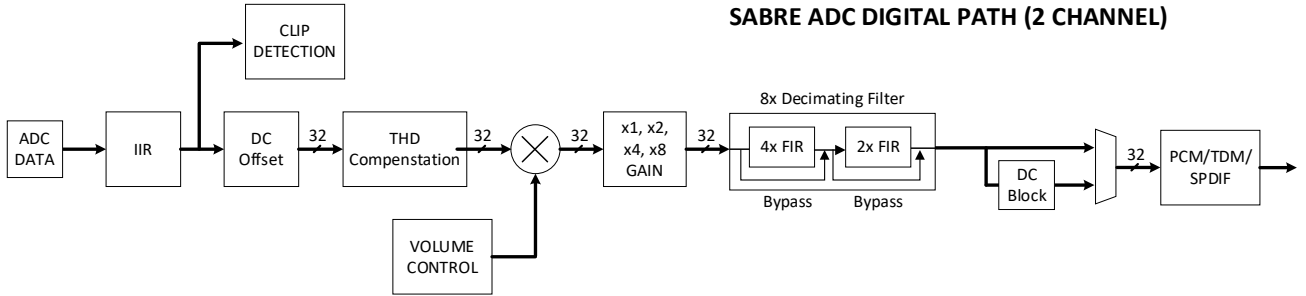 SABRE ADC DIGITAL PATH (2 CHANNEL)
CLIP
DETECTION
8x Decimating Filter
ADC
DATA
IIR
DC
Offset
32
THD
Compenstation
32
32
x1, x2,
x4, x8
GAIN
32
4x FIR
2x FIR
Bypass
Bypass
DC
Block
32
PCM/TDM/
SPDIF
VOLUME
CONTROL